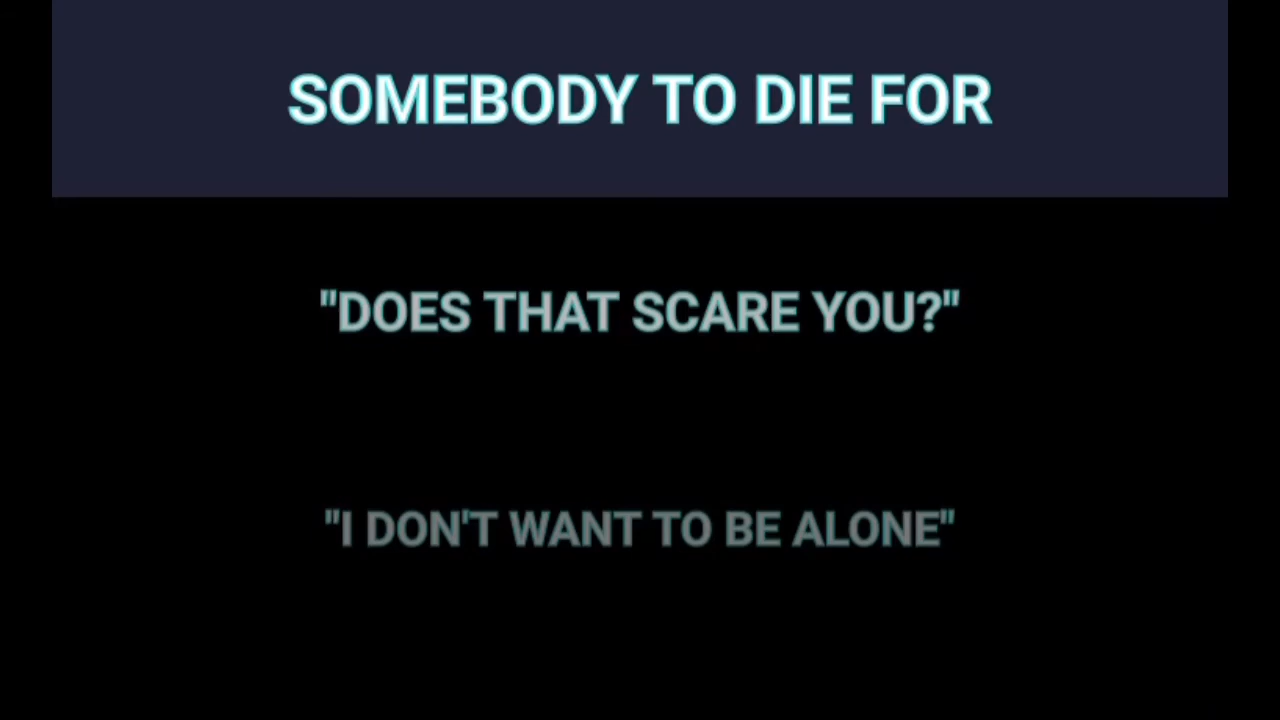 SOMEBODY TO DIE FOR
"DOES THAT SCARE YOU?"
"I DON'T WANT TO BE ALONE"